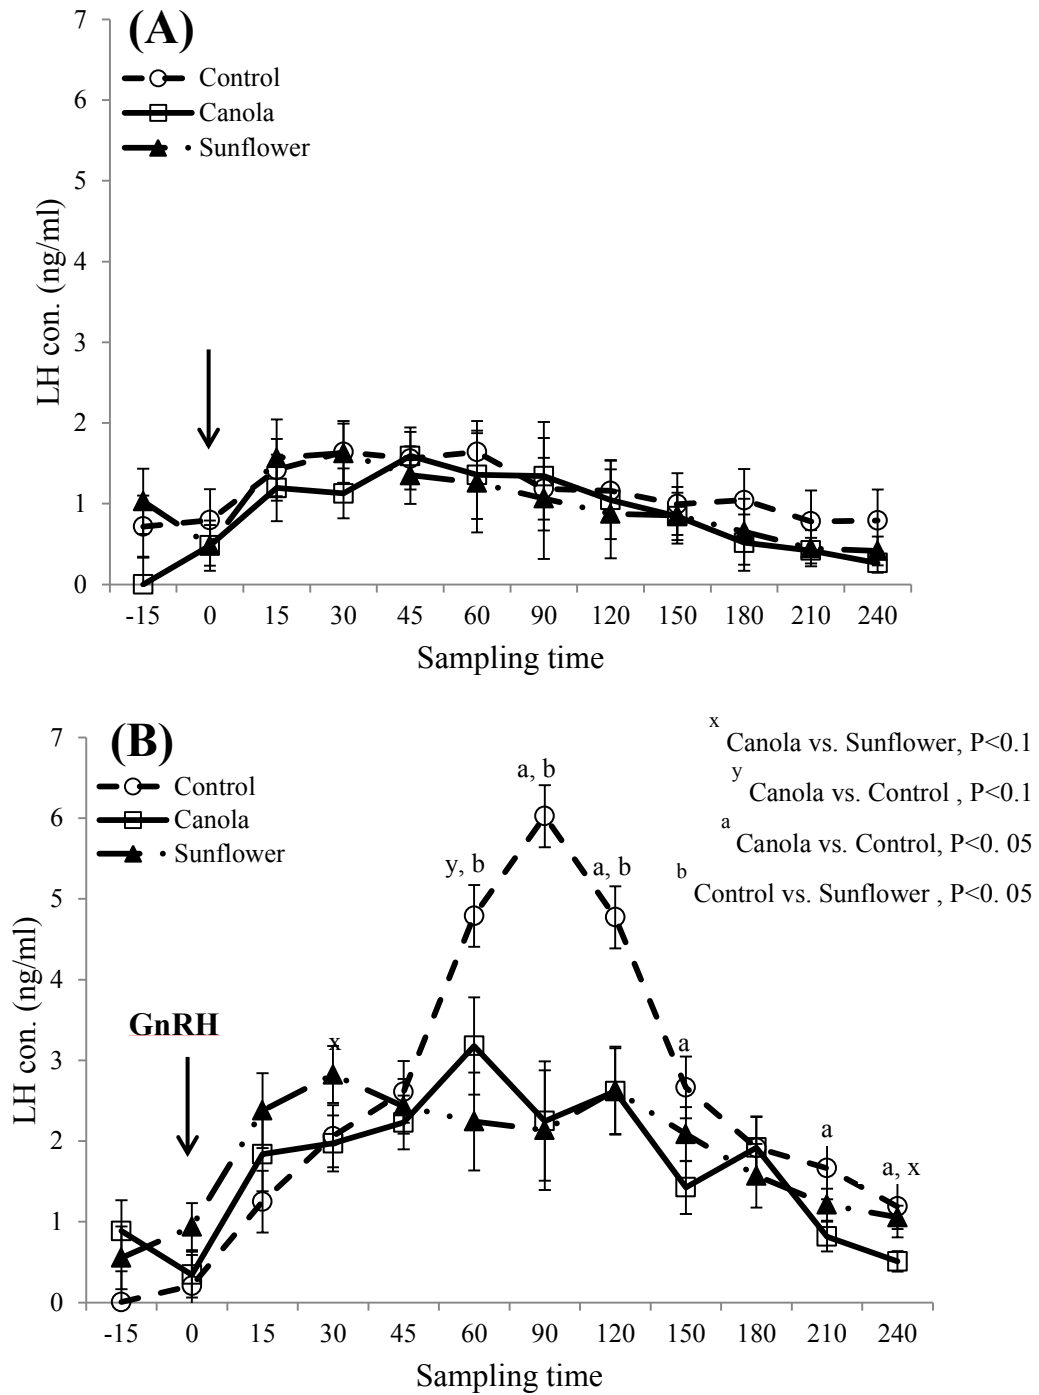 (A)
Control
Canola
Sunflower
7
6
5
4
3
2
1
0
LH con. (ng/ml)
-15 0 15 30 45 60 90 120 150 180 210 240
Sampling time
(B)
Control
Canola
Sunflower
x Canola vs. Sunflower, P<0.1
y Canola vs. Control , P<0.1
a Canola vs. Control, P<0. 05
b Control vs. Sunflower , P<0. 05
7
6
5
4
3
2
1
0
LH con. (ng/ml)
GnRH
x
y, b
a, b
a, b
a
a
a, x
-15 0 15 30 45 60 90 120 150 180 210 240
Sampling time